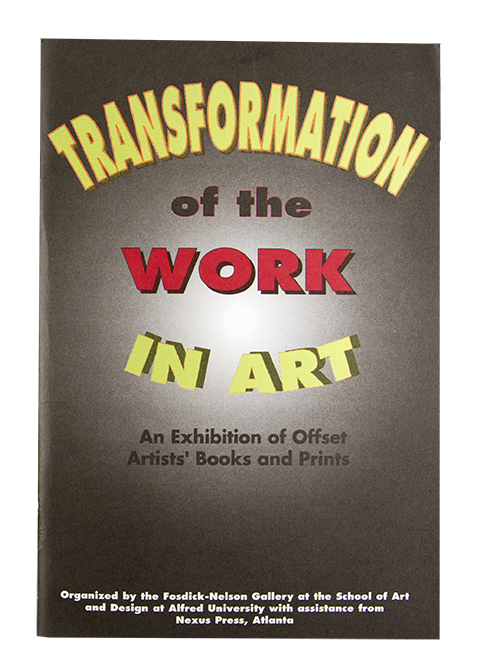 TRANSFORMATION
of the
WORK
IN ART
An Exhibition of Offset
Artists' Books and Prints
Organized by the Fosdick-Nelson Gallery at the School of Art
and Design at Alfred University with assistance from
Nexus Press, Atlanta